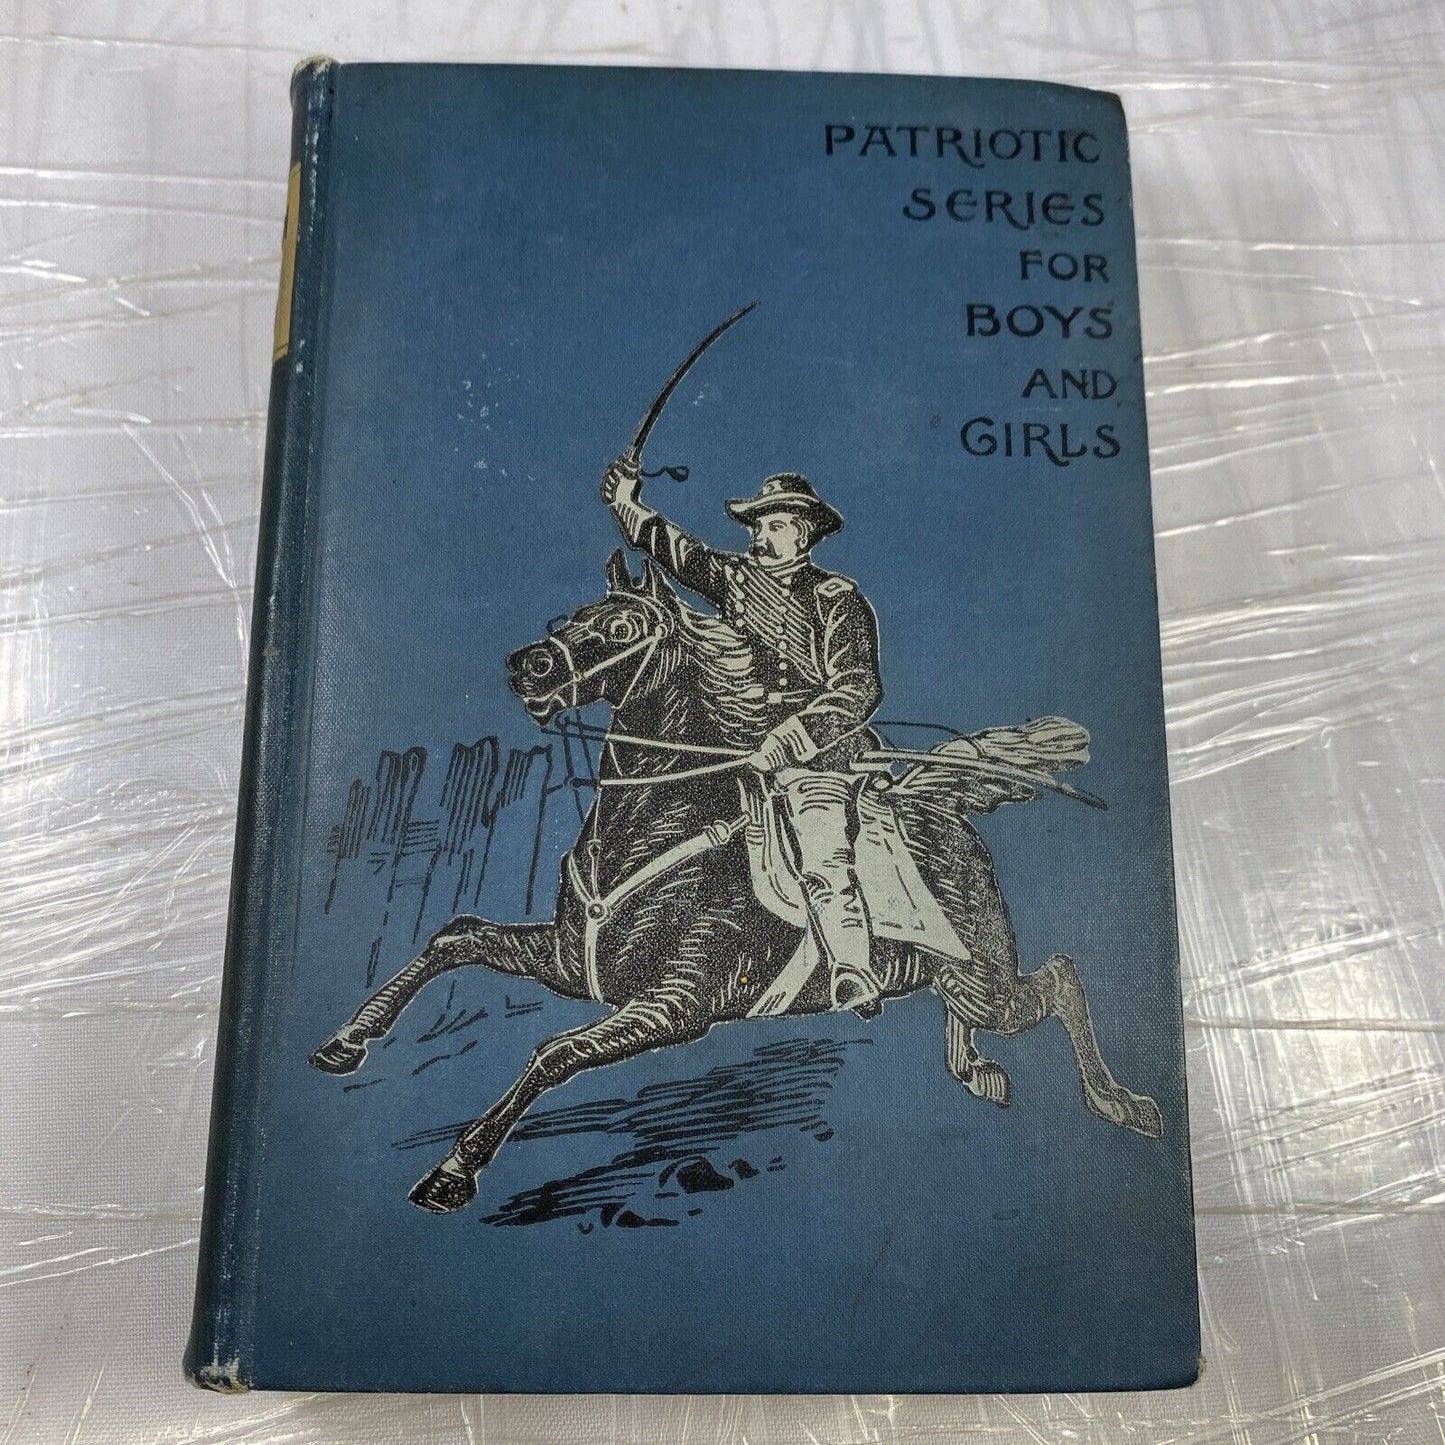 PATRIOTIC
SERIES
FOR
BOYS
AND
GIRLS